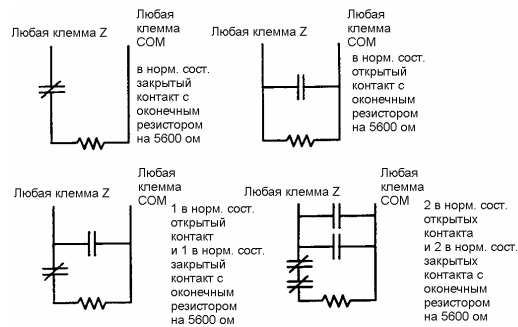 Любая клемма Z
Любая
клемма
COM
в норм. сост.
закрытый
контакт с
оконечным
резистором
на 5600 ом
Любая клемма Z
Любая
клемма
COM
в норм. сост.
открытый
контакт с
оконечным
резистором
на 5600 ом
Любая клемма Z
Любая
клемма
COM
1 в норм. сост.
открытый
контакт
и 1 в норм. сост.
закрытый
контакт с
оконечным
резистором
на 5600 ом
Любая клемма Z
Любая
клемма
COM
2 в норм. сост.
открытых
контакта
и 2 в норм. сост.
закрытых
контакта с
оконечным
резистором
на 5600 ом